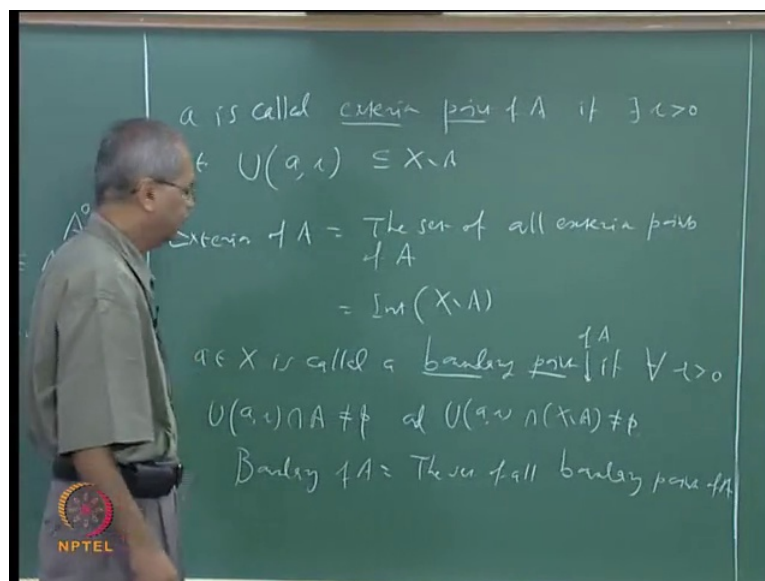 a is called exterior point of A if ∃ r>0
U(a, r) ⊆ X∖A
A°
Exterior of A = The set of all exterior points
of A
= Int (X∖A)
of A
a ∈ X is called a boundary point ↓ if ∀ r>0
U(a, r) ∩ A ≠ φ and U(a, r) ∩ (X∖A) ≠ φ
Boundary of A = The set of all boundary points of A
NPTEL